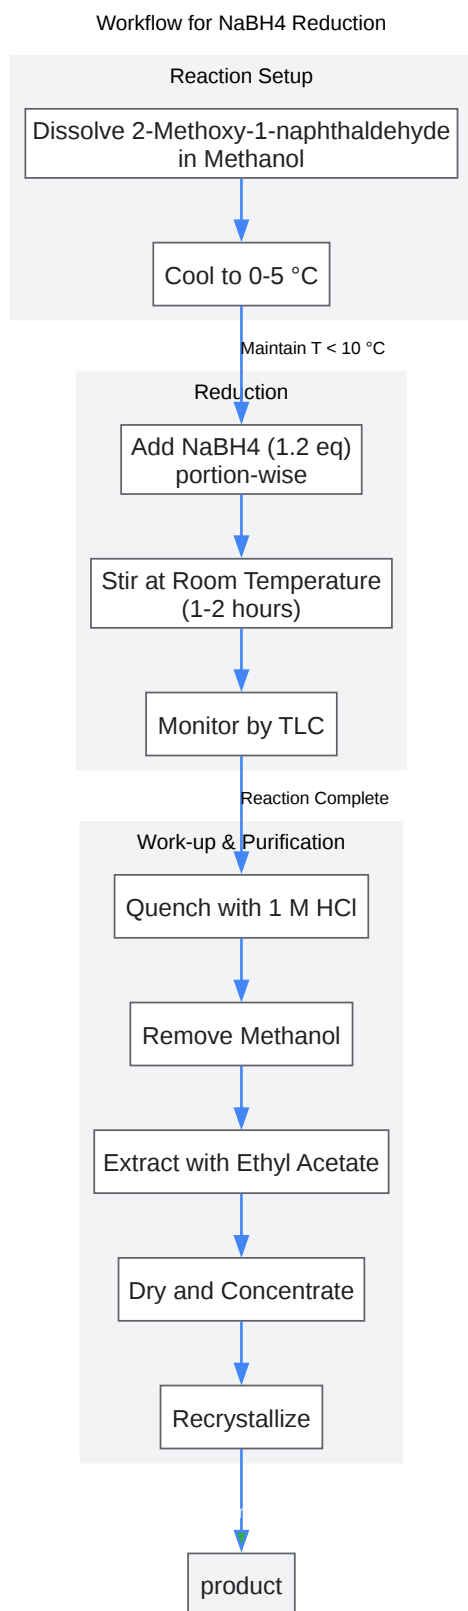 Workflow for NaBH4 Reduction
Reaction Setup
Dissolve 2-Methoxy-1-naphthaldehyde
in Methanol
Cool to 0-5 °C
Maintain T < 10 °C
Reduction
Add NaBH4 (1.2 eq)
portion-wise
Stir at Room Temperature
(1-2 hours)
Monitor by TLC
Reaction Complete
Work-up & Purification
Quench with 1 M HCl
Remove Methanol
Extract with Ethyl Acetate
Dry and Concentrate
Recrystallize
product